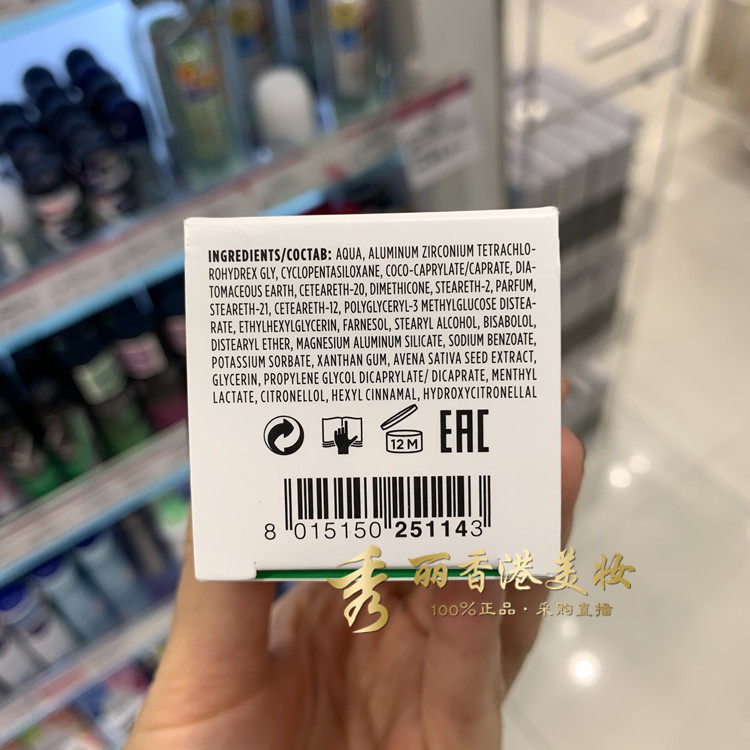 INGREDIENTS/COCTAB: AQUA, ALUMINUM ZIRCONIUM TETRACHLO-
ROHYDREX GLY, CYCLOPENTASILOXANE, COCO-CAPRYLATE/CAPRATE, DIA-
TOMACEOUS EARTH, CETEARETH-20, DIMETHICONE, STEARETH-2, PARFUM,
STEARETH-21, CETEARETH-12, POLYGLYCERYL-3 METHYLGLUCOSE DISTEA-
RATE, ETHYLHEXYLGLYCERIN, FARNESOL, STEARYL ALCOHOL, BISABOLOL,
DISTEARYL ETHER, MAGNESIUM ALUMINUM SILICATE, SODIUM BENZOATE,
POTASSIUM SORBATE, XANTHAN GUM, AVENA SATIVA SEED EXTRACT,
GLYCERIN, PROPYLENE GLYCOL DICAPRYLATE/ DICAPRATE, MENTHYL
LACTATE, CITRONELLOL, HEXYL CINNAMAL, HYDROXYCITRONELLAL
12 M
EAC
8 015150 251143
秀丽香港美妆
100%正品·采购直播